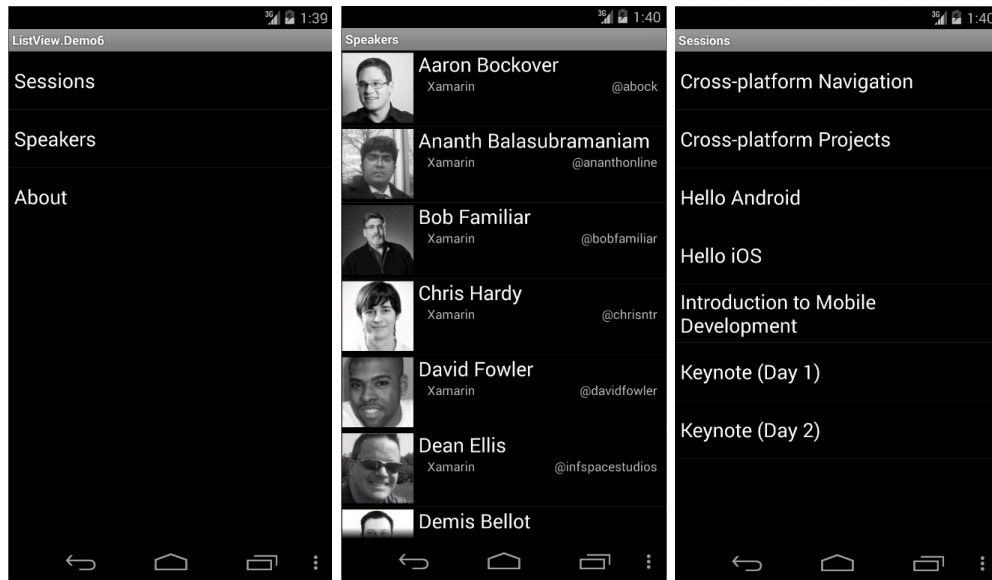 3G 1:39
ListView.Demo6
Sessions
Speakers
About
3G 1:40
Speakers
Aaron Bockover
Xamarin @abock
Ananth Balasubramaniam
Xamarin @ananthonline
Bob Familiar
Xamarin @bobfamiliar
Chris Hardy
Xamarin @chrisntr
David Fowler
Xamarin @davidfowler
Dean Ellis
Xamarin @infspacestudios
Demis Bellot
3G 1:40
Sessions
Cross-platform Navigation
Cross-platform Projects
Hello Android
Hello iOS
Introduction to Mobile
Development
Keynote (Day 1)
Keynote (Day 2)